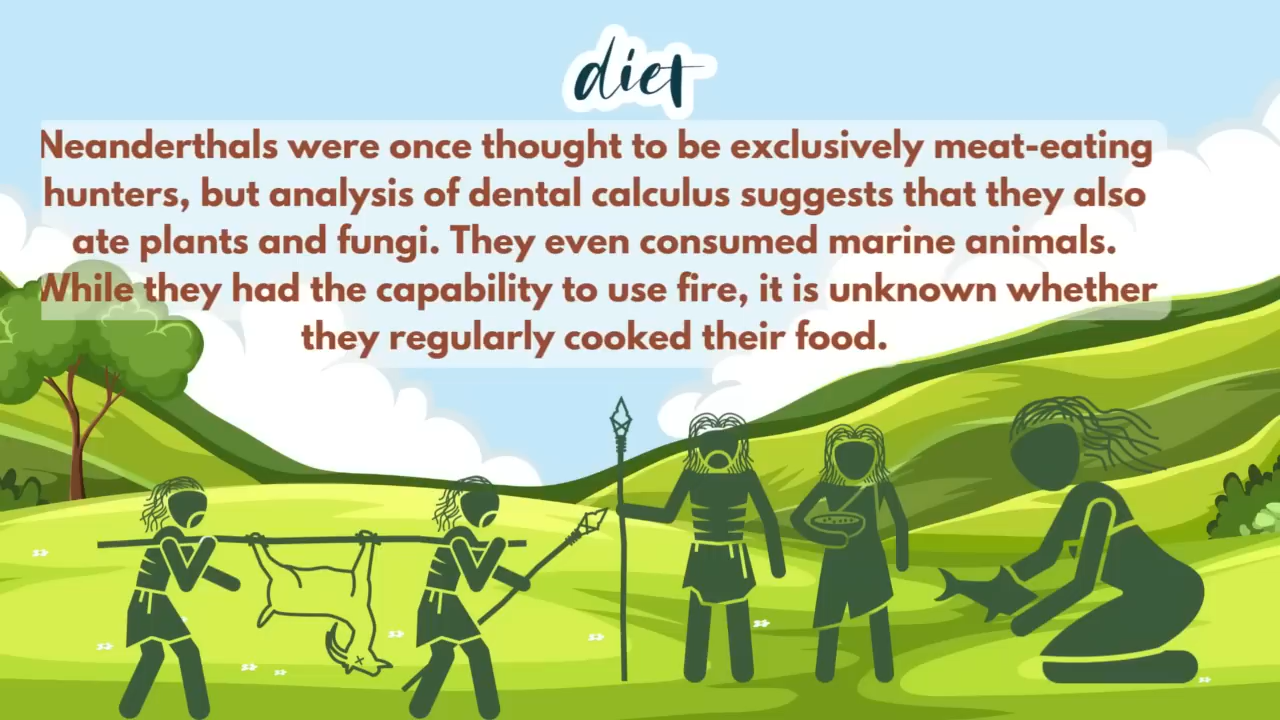 diet
Neanderthals were once thought to be exclusively meat-eating
hunters, but analysis of dental calculus suggests that they also
ate plants and fungi. They even consumed marine animals.
While they had the capability to use fire, it is unknown whether
they regularly cooked their food.